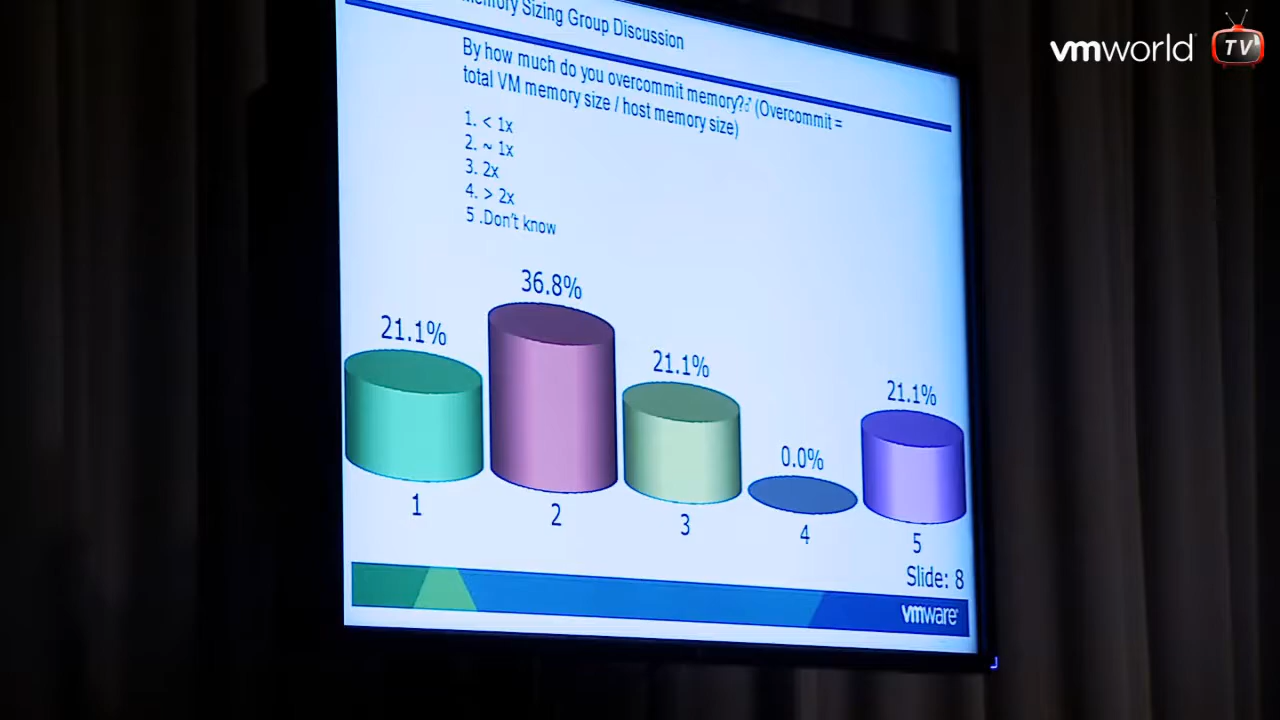 vmworld TV
Memory Sizing Group Discussion
By how much do you overcommit memory? (Overcommit =
total VM memory size / host memory size)
1. < 1x
2. ~ 1x
3. 2x
4. > 2x
5 .Don't know
21.1%
36.8%
21.1%
0.0%
21.1%
1
2
3
4
5
Slide: 8
vmware